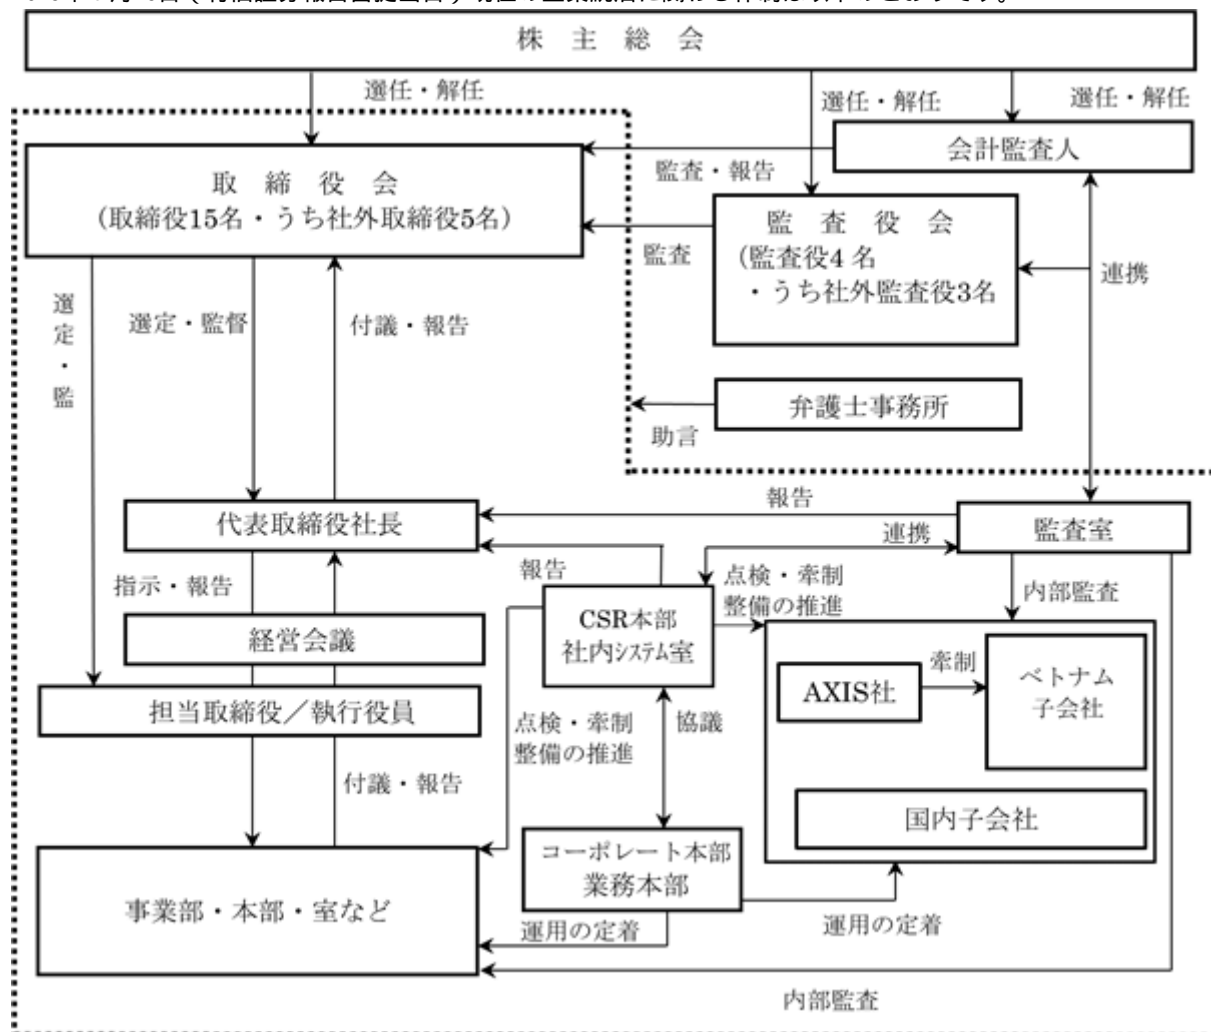 株 主 総 会
選任・解任
選任・解任
選任・解任
会計監査人
監査・報告
取 締 役 会
(取締役15名・うち社外取締役5名)
監 査 役 会
(監査役4 名
・うち社外監査役3名
監査
連携
選定・監
選定・監督
付議・報告
弁護士事務所
助言
報告
代表取締役社長
監査室
連携
指示・報告
報告
点検・牽制
整備の推進
内部監査
CSR本部
社内システム室
経営会議
AXIS社
牽制
ベトナム
子会社
担当取締役/執行役員
点検・牽制
整備の推進
協議
付議・報告
国内子会社
コーポレート本部
業務本部
事業部・本部・室など
運用の定着
運用の定着
内部監査